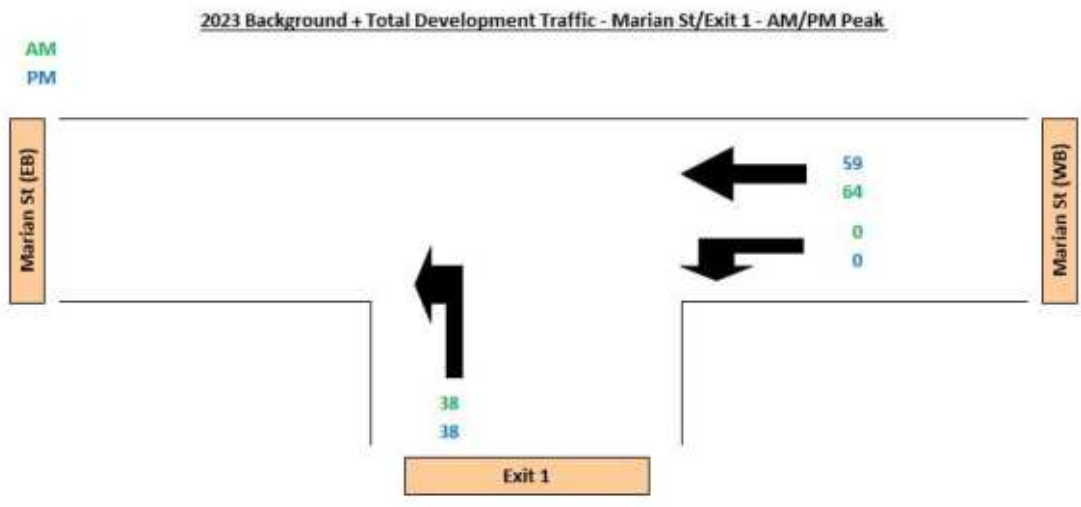 2023 Background + Total Development Traffic - Marian St/Exit 1 - AM/PM Peak
AM
PM
Marian St (EB)
59
64
0
0
Marian St (WB)
38
38
Exit 1